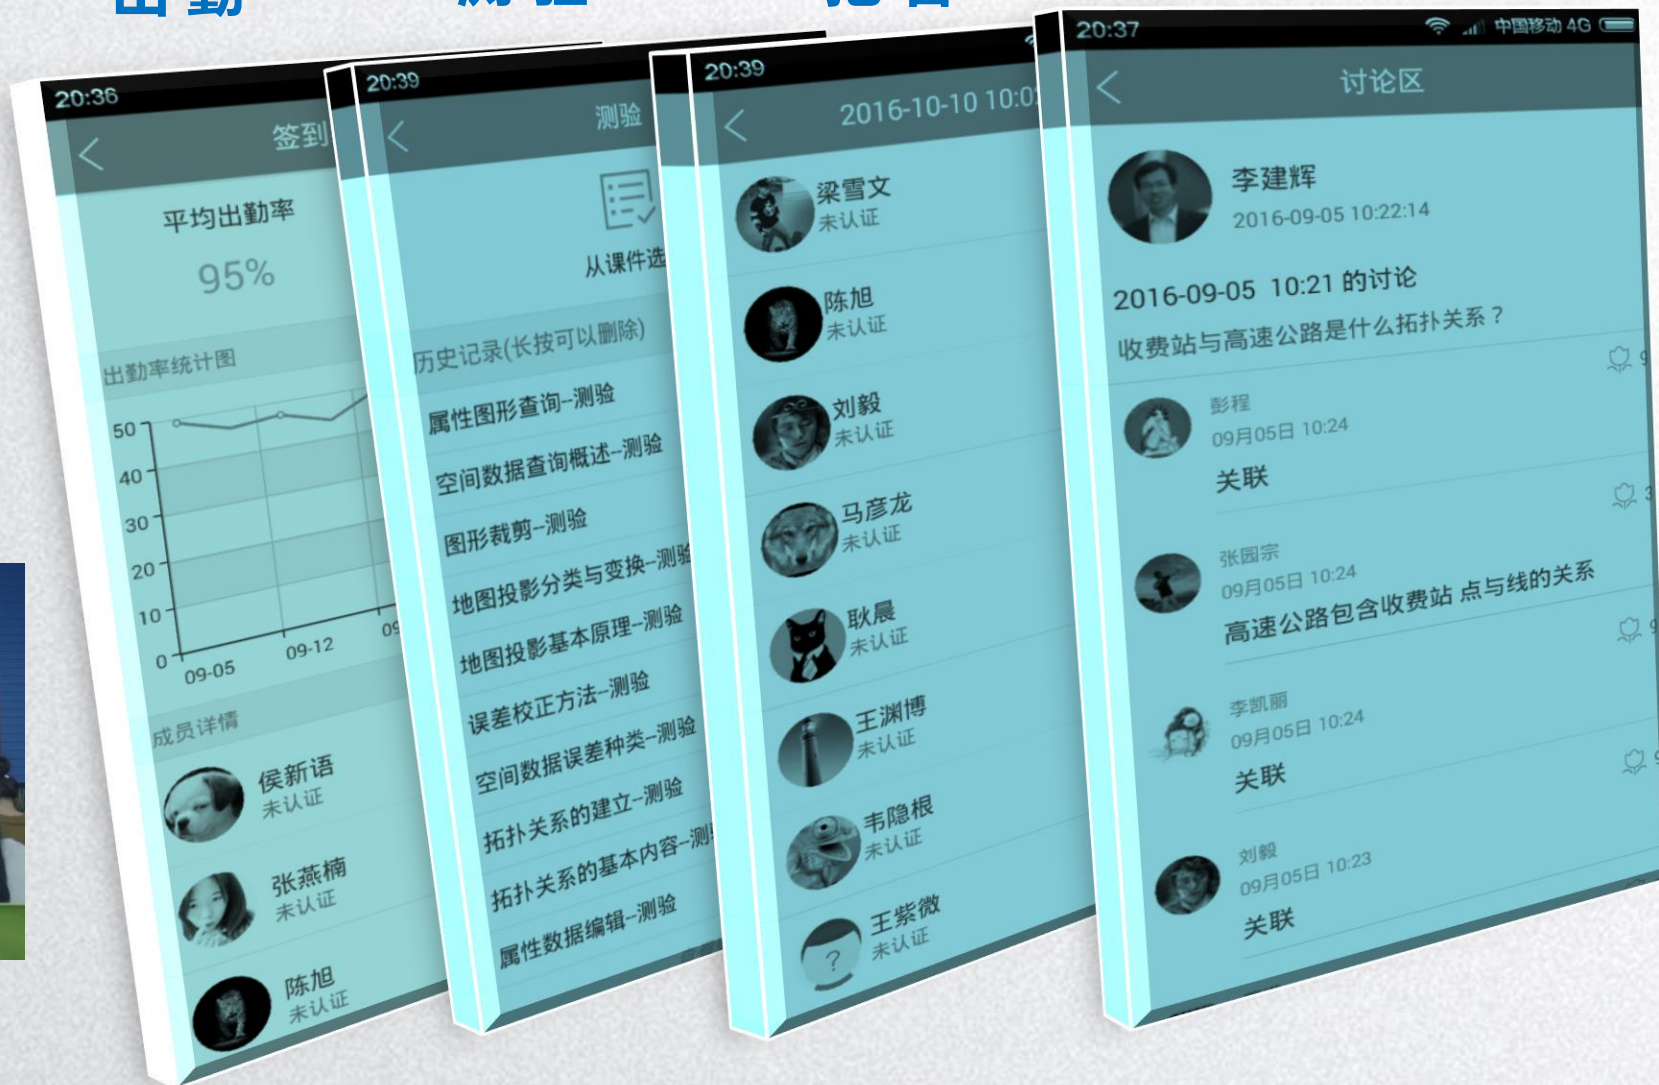 出勤
测验
20:36
签到
平均出勤率
95%
出勤率统计图
50
40
30
20
10
0
09-05
09-12
09
成员详情
侯新语
未认证
张燕楠
未认证
陈旭
未认证
20:39
测验
从课件选
历史记录(长按可以删除)
属性图形查询--测验
空间数据查询概述--测验
图形裁剪--测验
地图投影分类与变换--测验
地图投影基本原理--测验
误差校正方法--测验
空间数据误差种类--测验
拓扑关系的建立--测验
拓扑关系的基本内容--测
属性数据编辑--测验
20:39
2016-10-10 10:0
梁雪文
未认证
陈旭
未认证
刘毅
未认证
马彦龙
未认证
耿晨
未认证
王渊博
未认证
韦隐根
未认证
王紫微
未认证
?
20:37
中国移动 4G
讨论区
李建辉
2016-09-05 10:22:14
2016-09-05 10:21 的讨论
收费站与高速公路是什么拓扑关系？
9
彭程
09月05日 10:24
关联
3
张园宗
09月05日 10:24
高速公路包含收费站 点与线的关系
9
李凯丽
09月05日 10:24
关联
9
刘毅
09月05日 10:23
关联